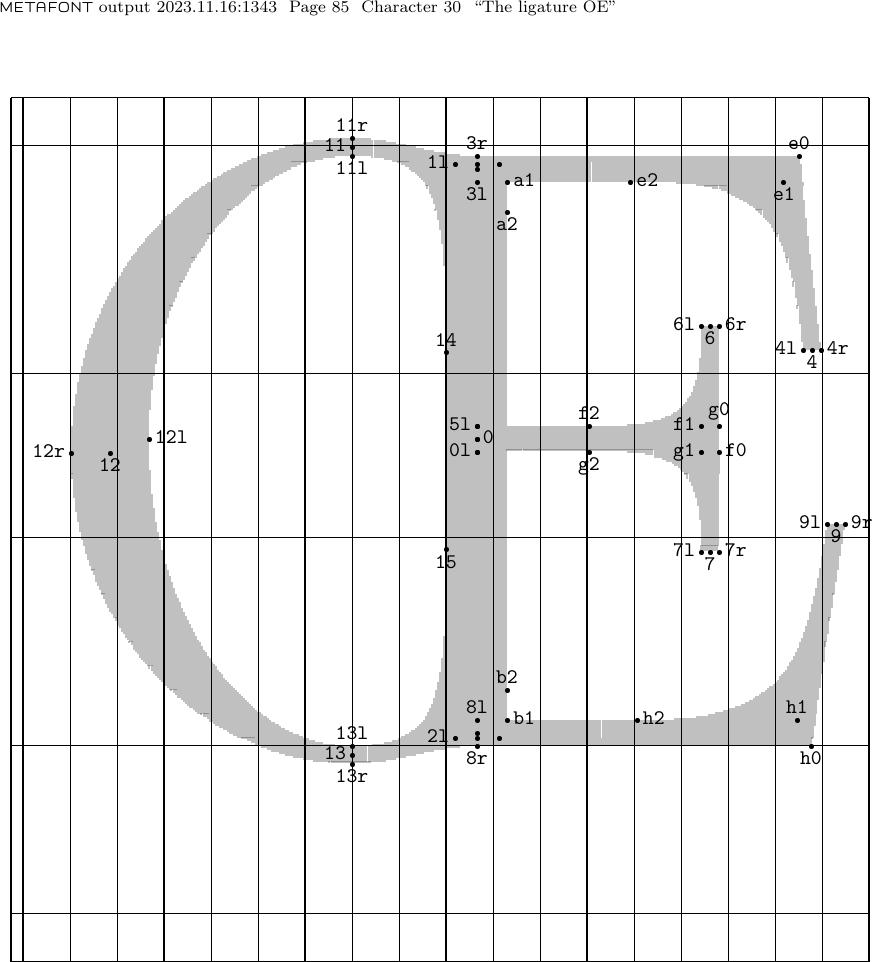 METAFONT output 2023.11.16:1343 Page 85 Character 30 “The ligature OE”
11r
11
11l
1l
3r
3l
a1
a2
e2
e0
e1
14
6l
6r
6
4l
4r
4
12r
12
12l
5l
0
0l
f2
g2
f1
g0
g1
f0
15
7l
7r
7
9l
9r
9
b2
8l
b1
h2
h1
2l
8r
13l
13
13r
h0